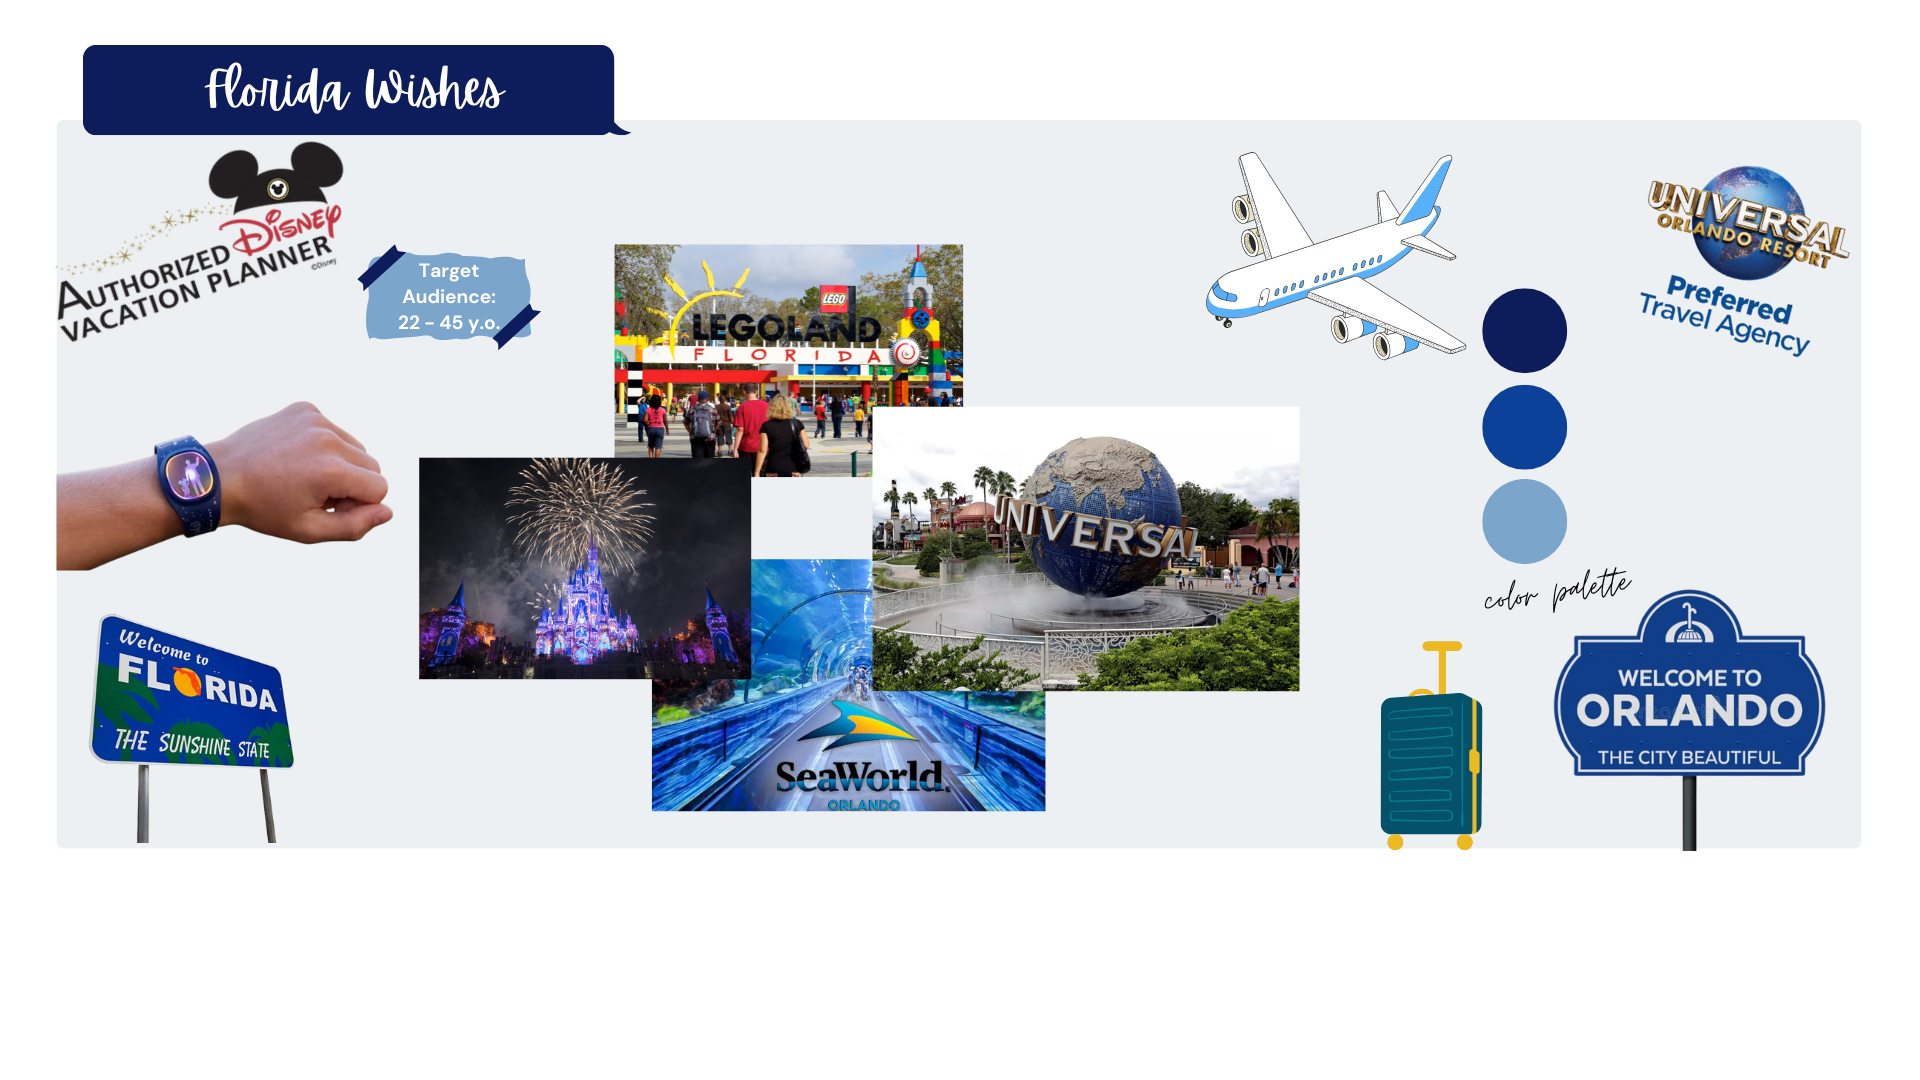 Florida Wishes
Disney
AUTHORIZED
VACATION PLANNER
©Disney
Target
Audience:
22 - 45 y.o.
LEGO
LEGOLAND
FLORIDA
UNIVERSAL
SeaWorld.
ORLANDO
UNIVERSAL
ORLANDO RESORT
Preferred
Travel Agency
color palette
Welcome to
FLORIDA
THE SUNSHINE STATE
WELCOME TO
ORLANDO
THE CITY BEAUTIFUL